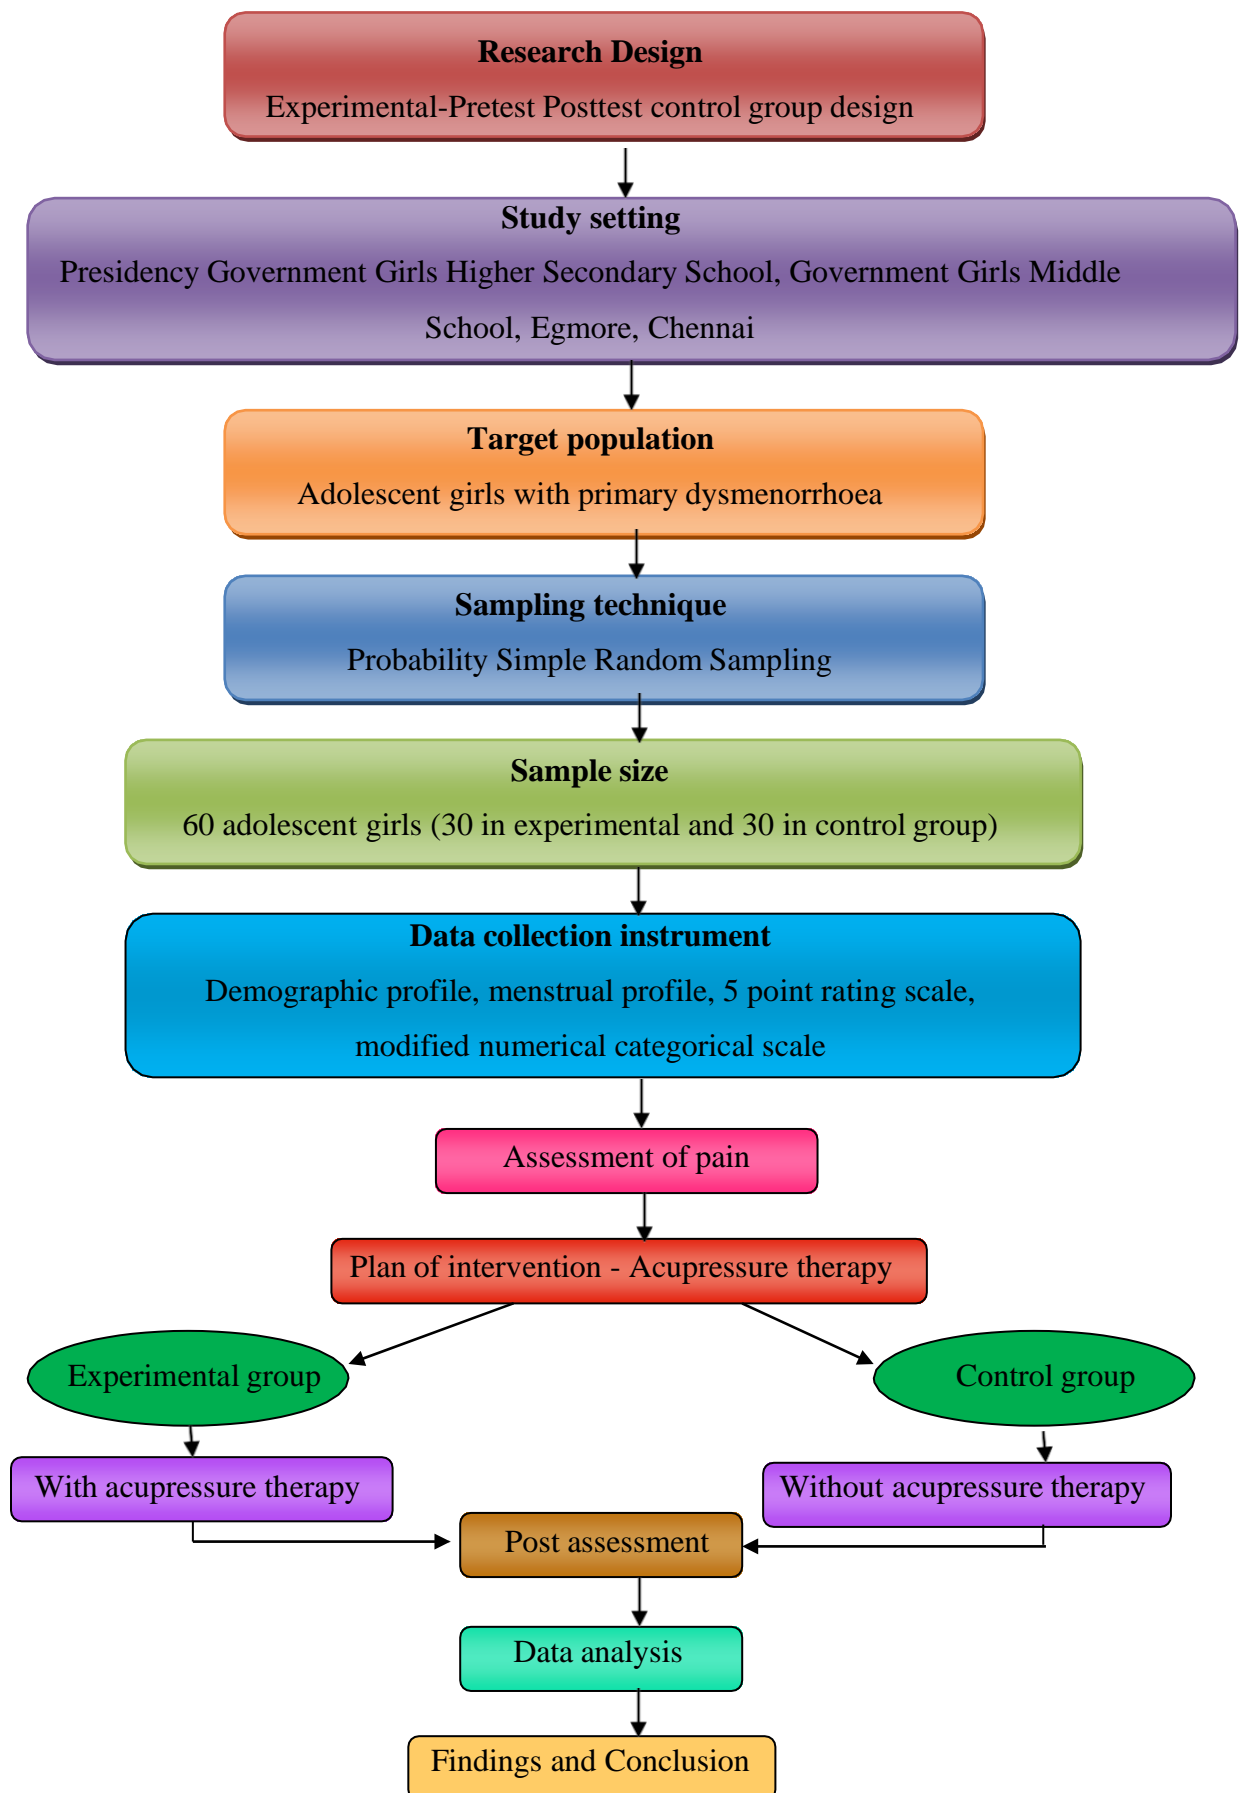 Research Design
Experimental-Pretest Posttest control group design
Study setting
Presidency Government Girls Higher Secondary School, Government Girls Middle
School, Egmore, Chennai
Target population
Adolescent girls with primary dysmenorrhoea
Sampling technique
Probability Simple Random Sampling
Sample size
60 adolescent girls (30 in experimental and 30 in control group)
Data collection instrument
Demographic profile, menstrual profile, 5 point rating scale,
modified numerical categorical scale
Assessment of pain
Plan of intervention - Acupressure therapy
Experimental group
Control group
With acupressure therapy
Without acupressure therapy
Post assessment
Data analysis
Findings and Conclusion